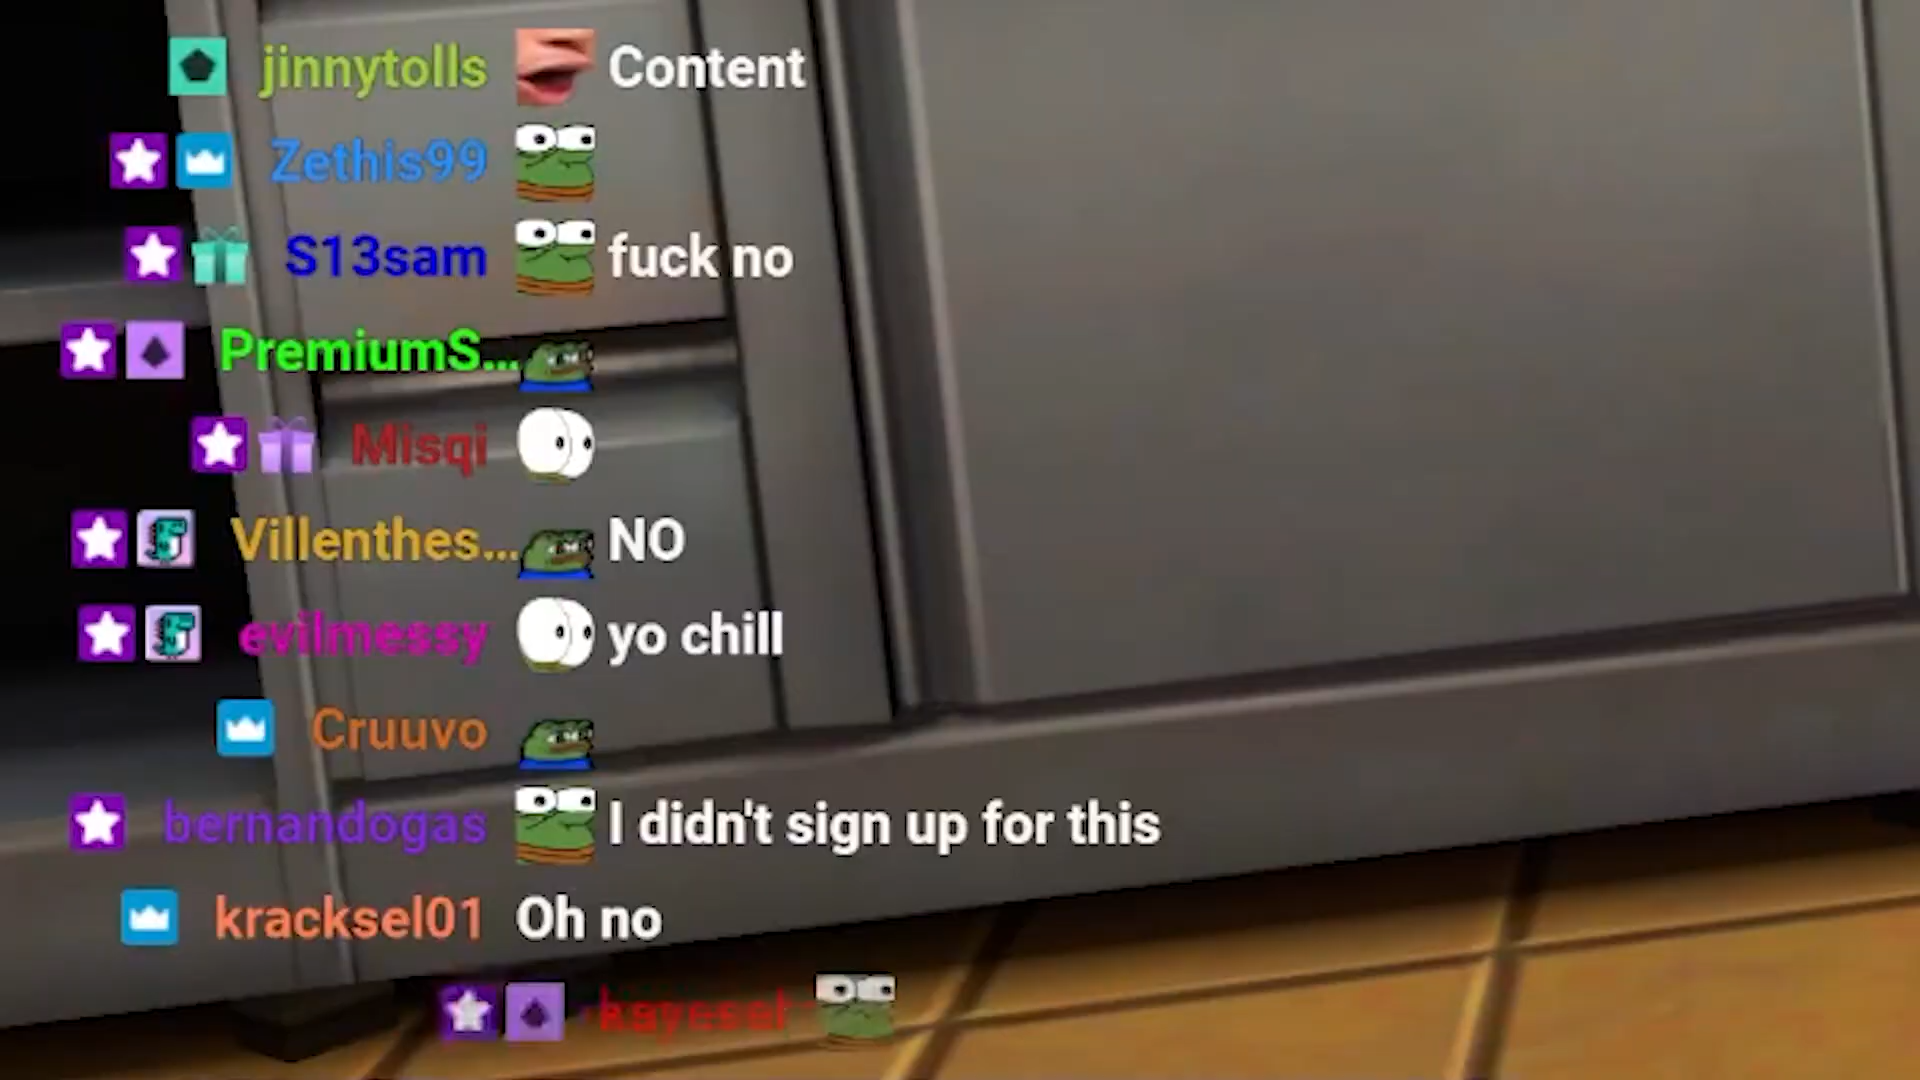 jinnytolls Content
Zethis99
S13sam fuck no
PremiumS...
Misqi
Villenthes... NO
evilmessy yo chill
Cruuvo
bernandogas I didn't sign up for this
kracksel01 Oh no